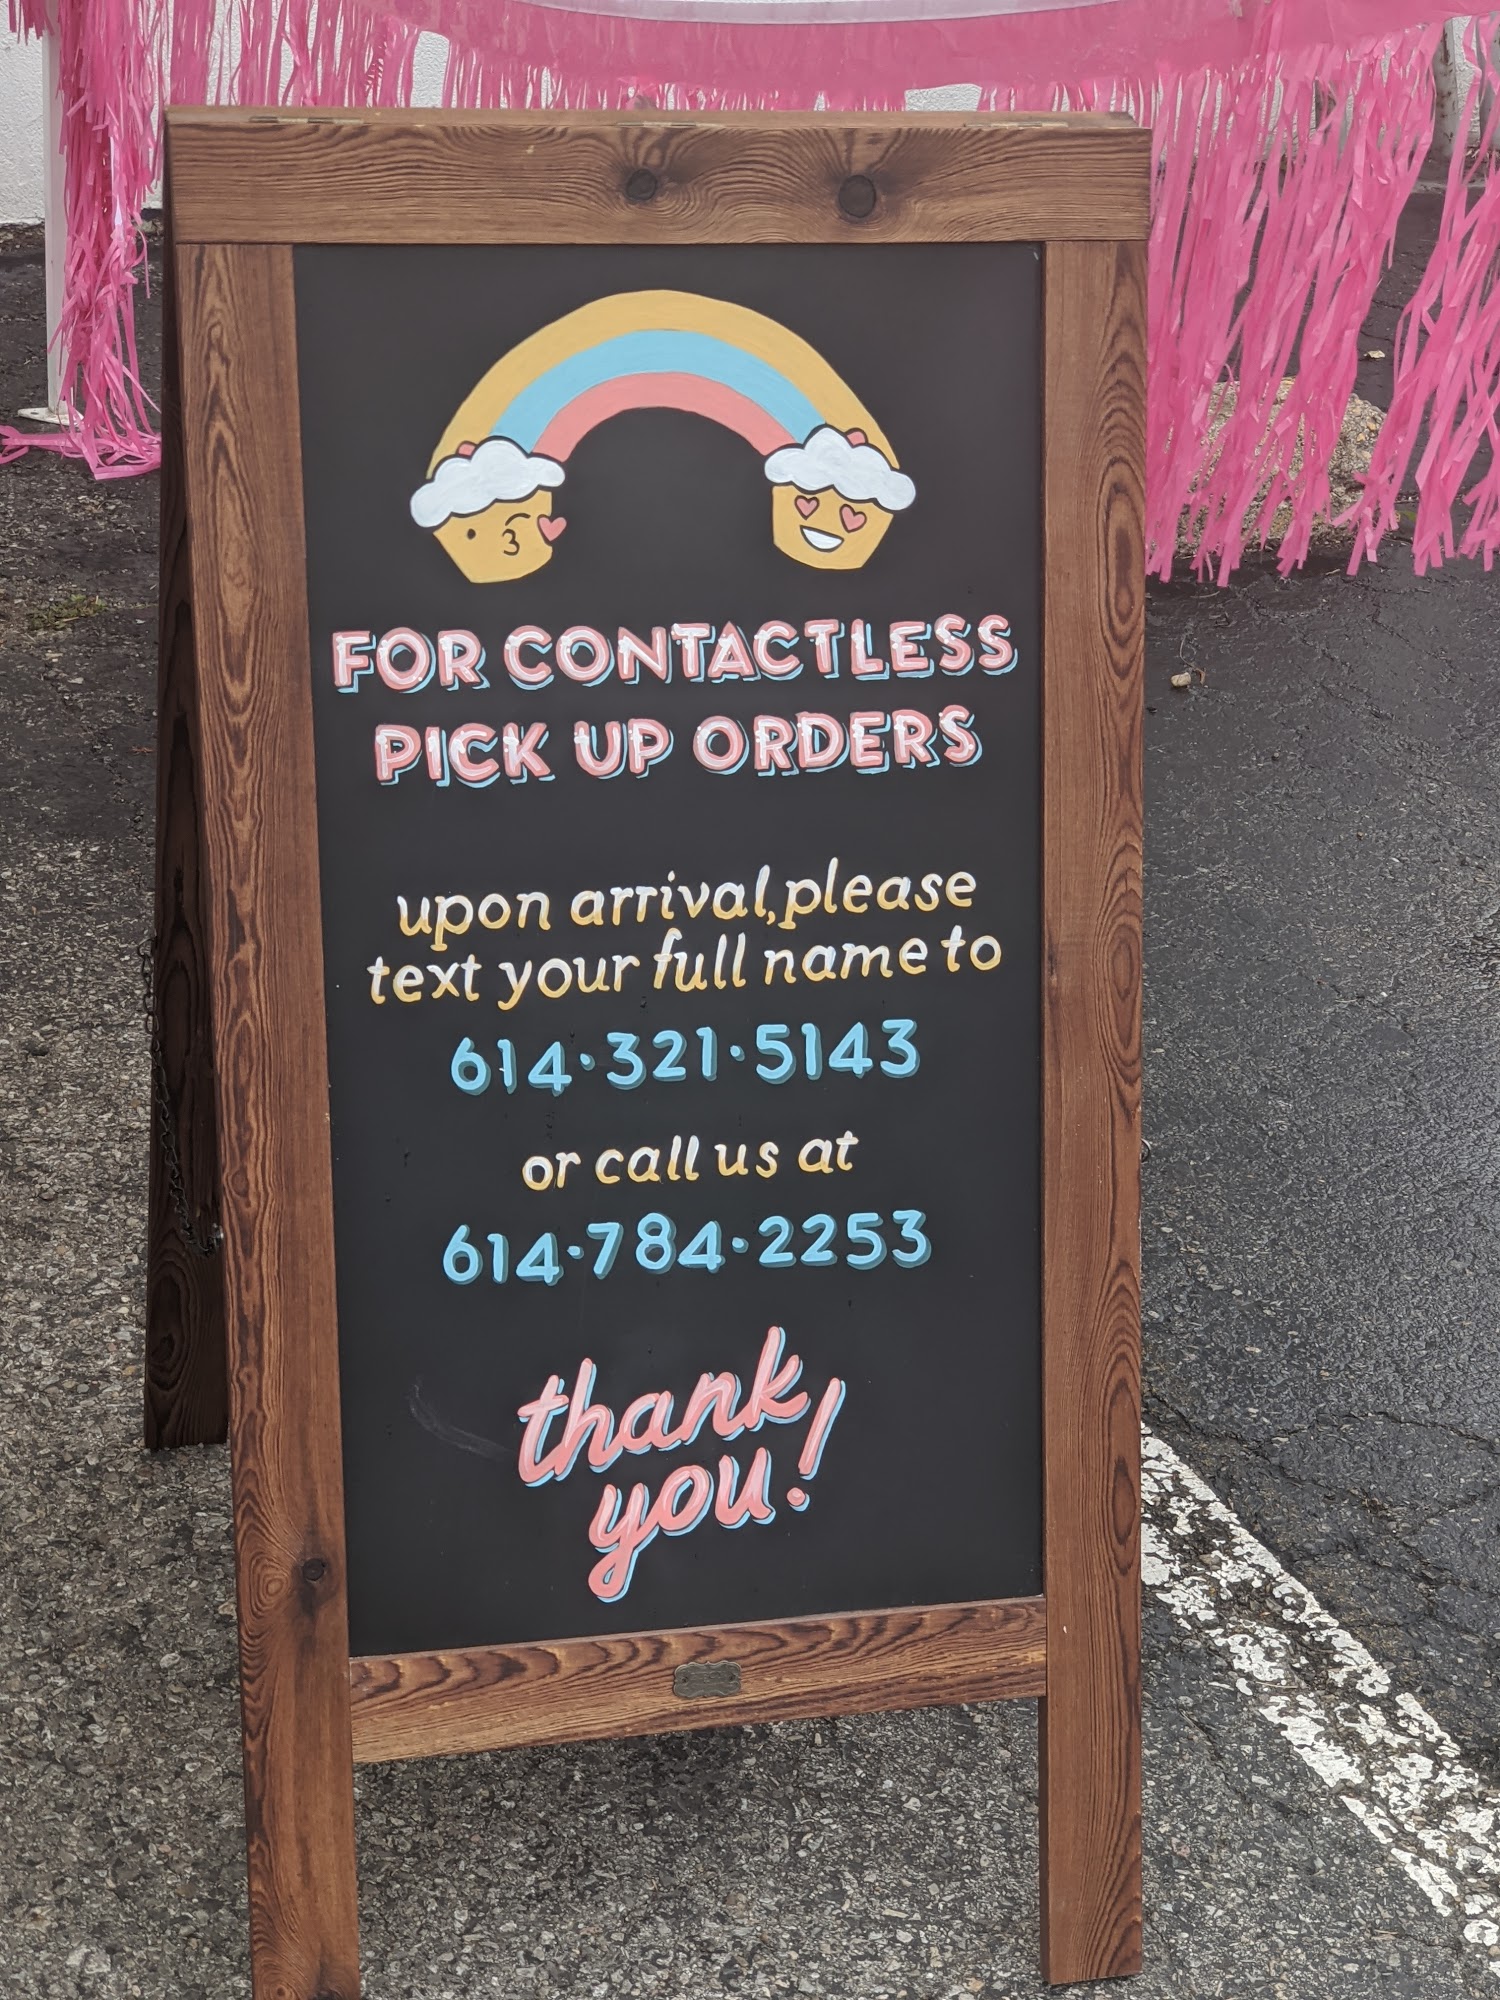 FOR CONTACTLESS
PICK UP ORDERS
upon arrival, please
text your full name to
614·321·5143
or call us at
614·784·2253
thank
you!